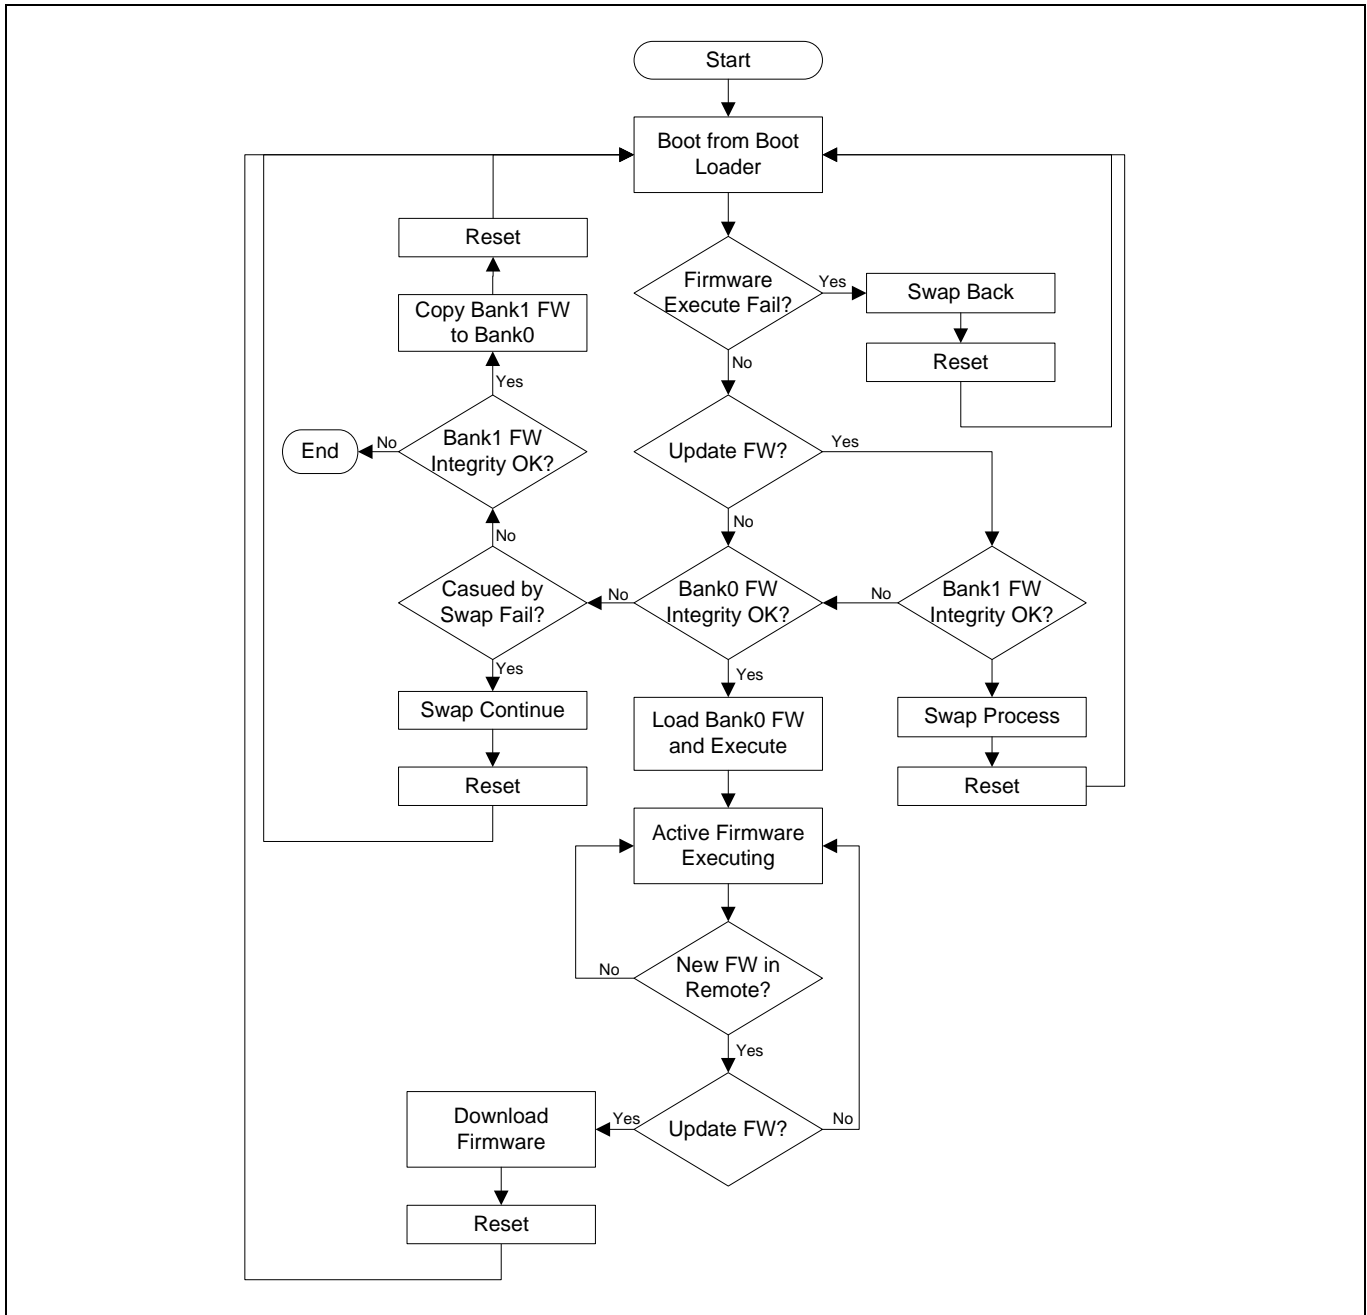 Start
Boot from Boot
Loader
Reset
Firmware
Execute Fail?
Yes
Swap Back
Copy Bank1 FW
to Bank0
Reset
No
Yes
End
No
Bank1 FW
Integrity OK?
Update FW?
Yes
No
No
Casued by
Swap Fail?
No
Bank0 FW
Integrity OK?
No
Bank1 FW
Integrity OK?
Yes
Yes
Swap Continue
Load Bank0 FW
and Execute
Swap Process
Reset
Reset
Active Firmware
Executing
No
New FW in
Remote?
Yes
Download
Firmware
Yes
Update FW?
No
Reset